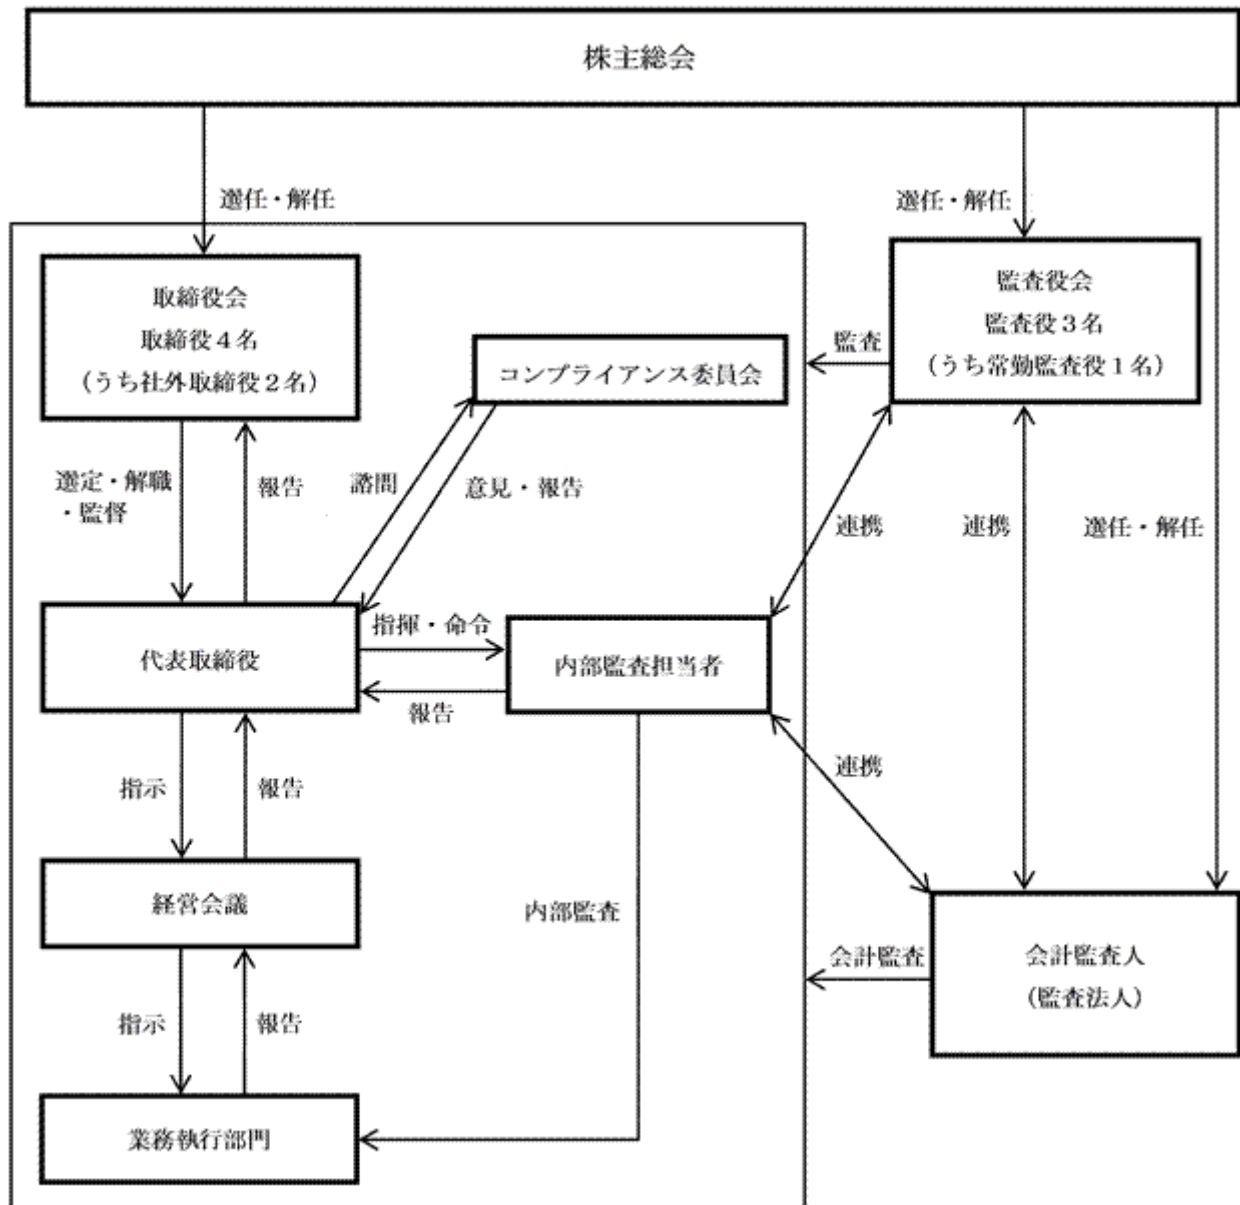 株主総会
選任・解任
選任・解任
取締役会
取締役４名
（うち社外取締役２名）
監査役会
監査役３名
（うち常勤監査役１名）
監査
コンプライアンス委員会
選定・解職
・監督
報告
諮問
意見・報告
連携
連携
選任・解任
代表取締役
指揮・命令
報告
内部監査担当者
指示
報告
連携
経営会議
内部監査
会計監査
会計監査人
（監査法人）
指示
報告
業務執行部門